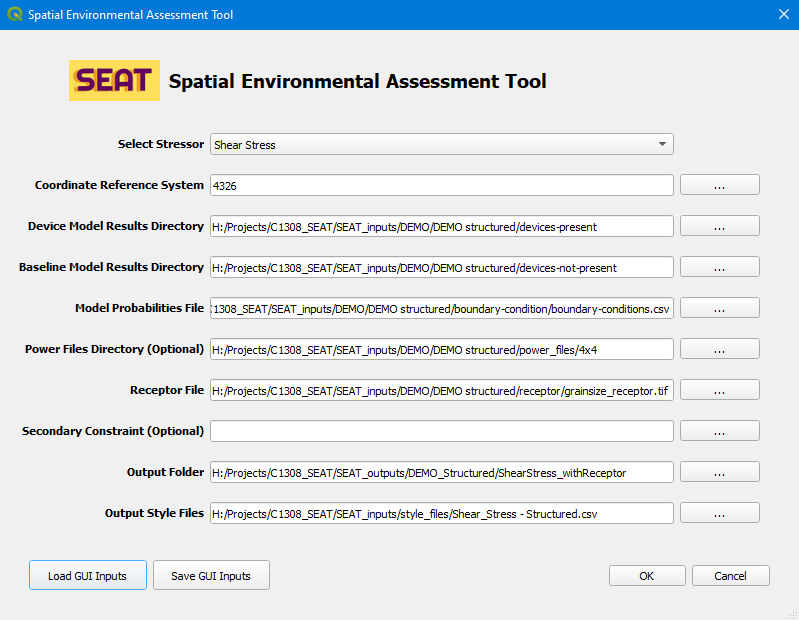 Spatial Environmental Assessment Tool
SEAT Spatial Environmental Assessment Tool
Select Stressor Shear Stress
Coordinate Reference System 4326 ...
Device Model Results Directory H:/Projects/C1308_SEAT/SEAT_inputs/DEMO/DEMO structured/devices-present ...
Baseline Model Results Directory H:/Projects/C1308_SEAT/SEAT_inputs/DEMO/DEMO structured/devices-not-present ...
Model Probabilities File C1308_SEAT/SEAT_inputs/DEMO/DEMO structured/boundary-condition/boundary-conditions.csv ...
Power Files Directory (Optional) H:/Projects/C1308_SEAT/SEAT_inputs/DEMO/DEMO structured/power_files/4x4 ...
Receptor File H:/Projects/C1308_SEAT/SEAT_inputs/DEMO/DEMO structured/receptor/grainsize_receptor.tif ...
Secondary Constraint (Optional) ...
Output Folder H:/Projects/C1308_SEAT/SEAT_outputs/DEMO_Structured/ShearStress_withReceptor ...
Output Style Files H:/Projects/C1308_SEAT/SEAT_inputs/style_files/Shear_Stress - Structured.csv ...
Load GUI Inputs Save GUI Inputs OK Cancel